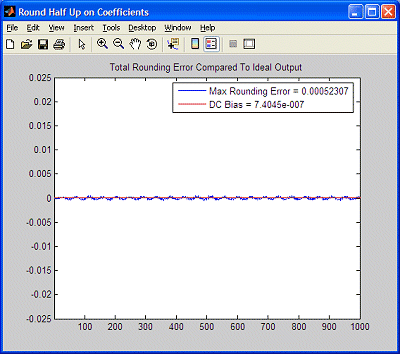 Round Half Up on Coefficients
File Edit View Insert Tools Desktop Window Help
Total Rounding Error Compared To Ideal Output
Max Rounding Error = 0.00052307
DC Bias = 7.4045e-007
0.025
0.02
0.015
0.01
0.005
0
-0.005
-0.01
-0.015
-0.02
-0.025
100 200 300 400 500 600 700 800 900 1000